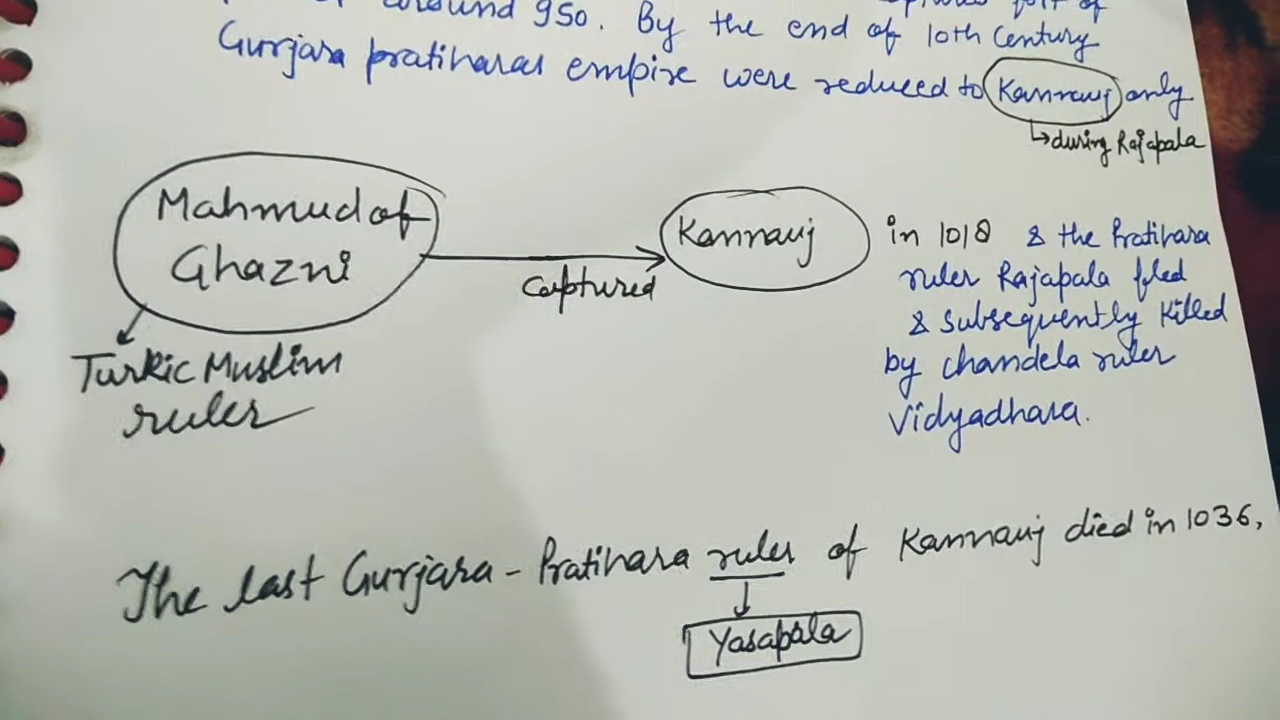 around 950. By the end of 10th Century
Gurjara pratiharas empire were reduced to Kannauj only
↳during Rajapala
Mahmud of
Ghazni
Captured
Kannauj
in 1018 & the Pratihara
ruler Rajapala fled
& subsequently killed
by chandela ruler
Vidyadhara.
Turkic Muslim
ruler
The last Gurjara - Pratihara ruler of Kannauj died in 1036,
Yasapala